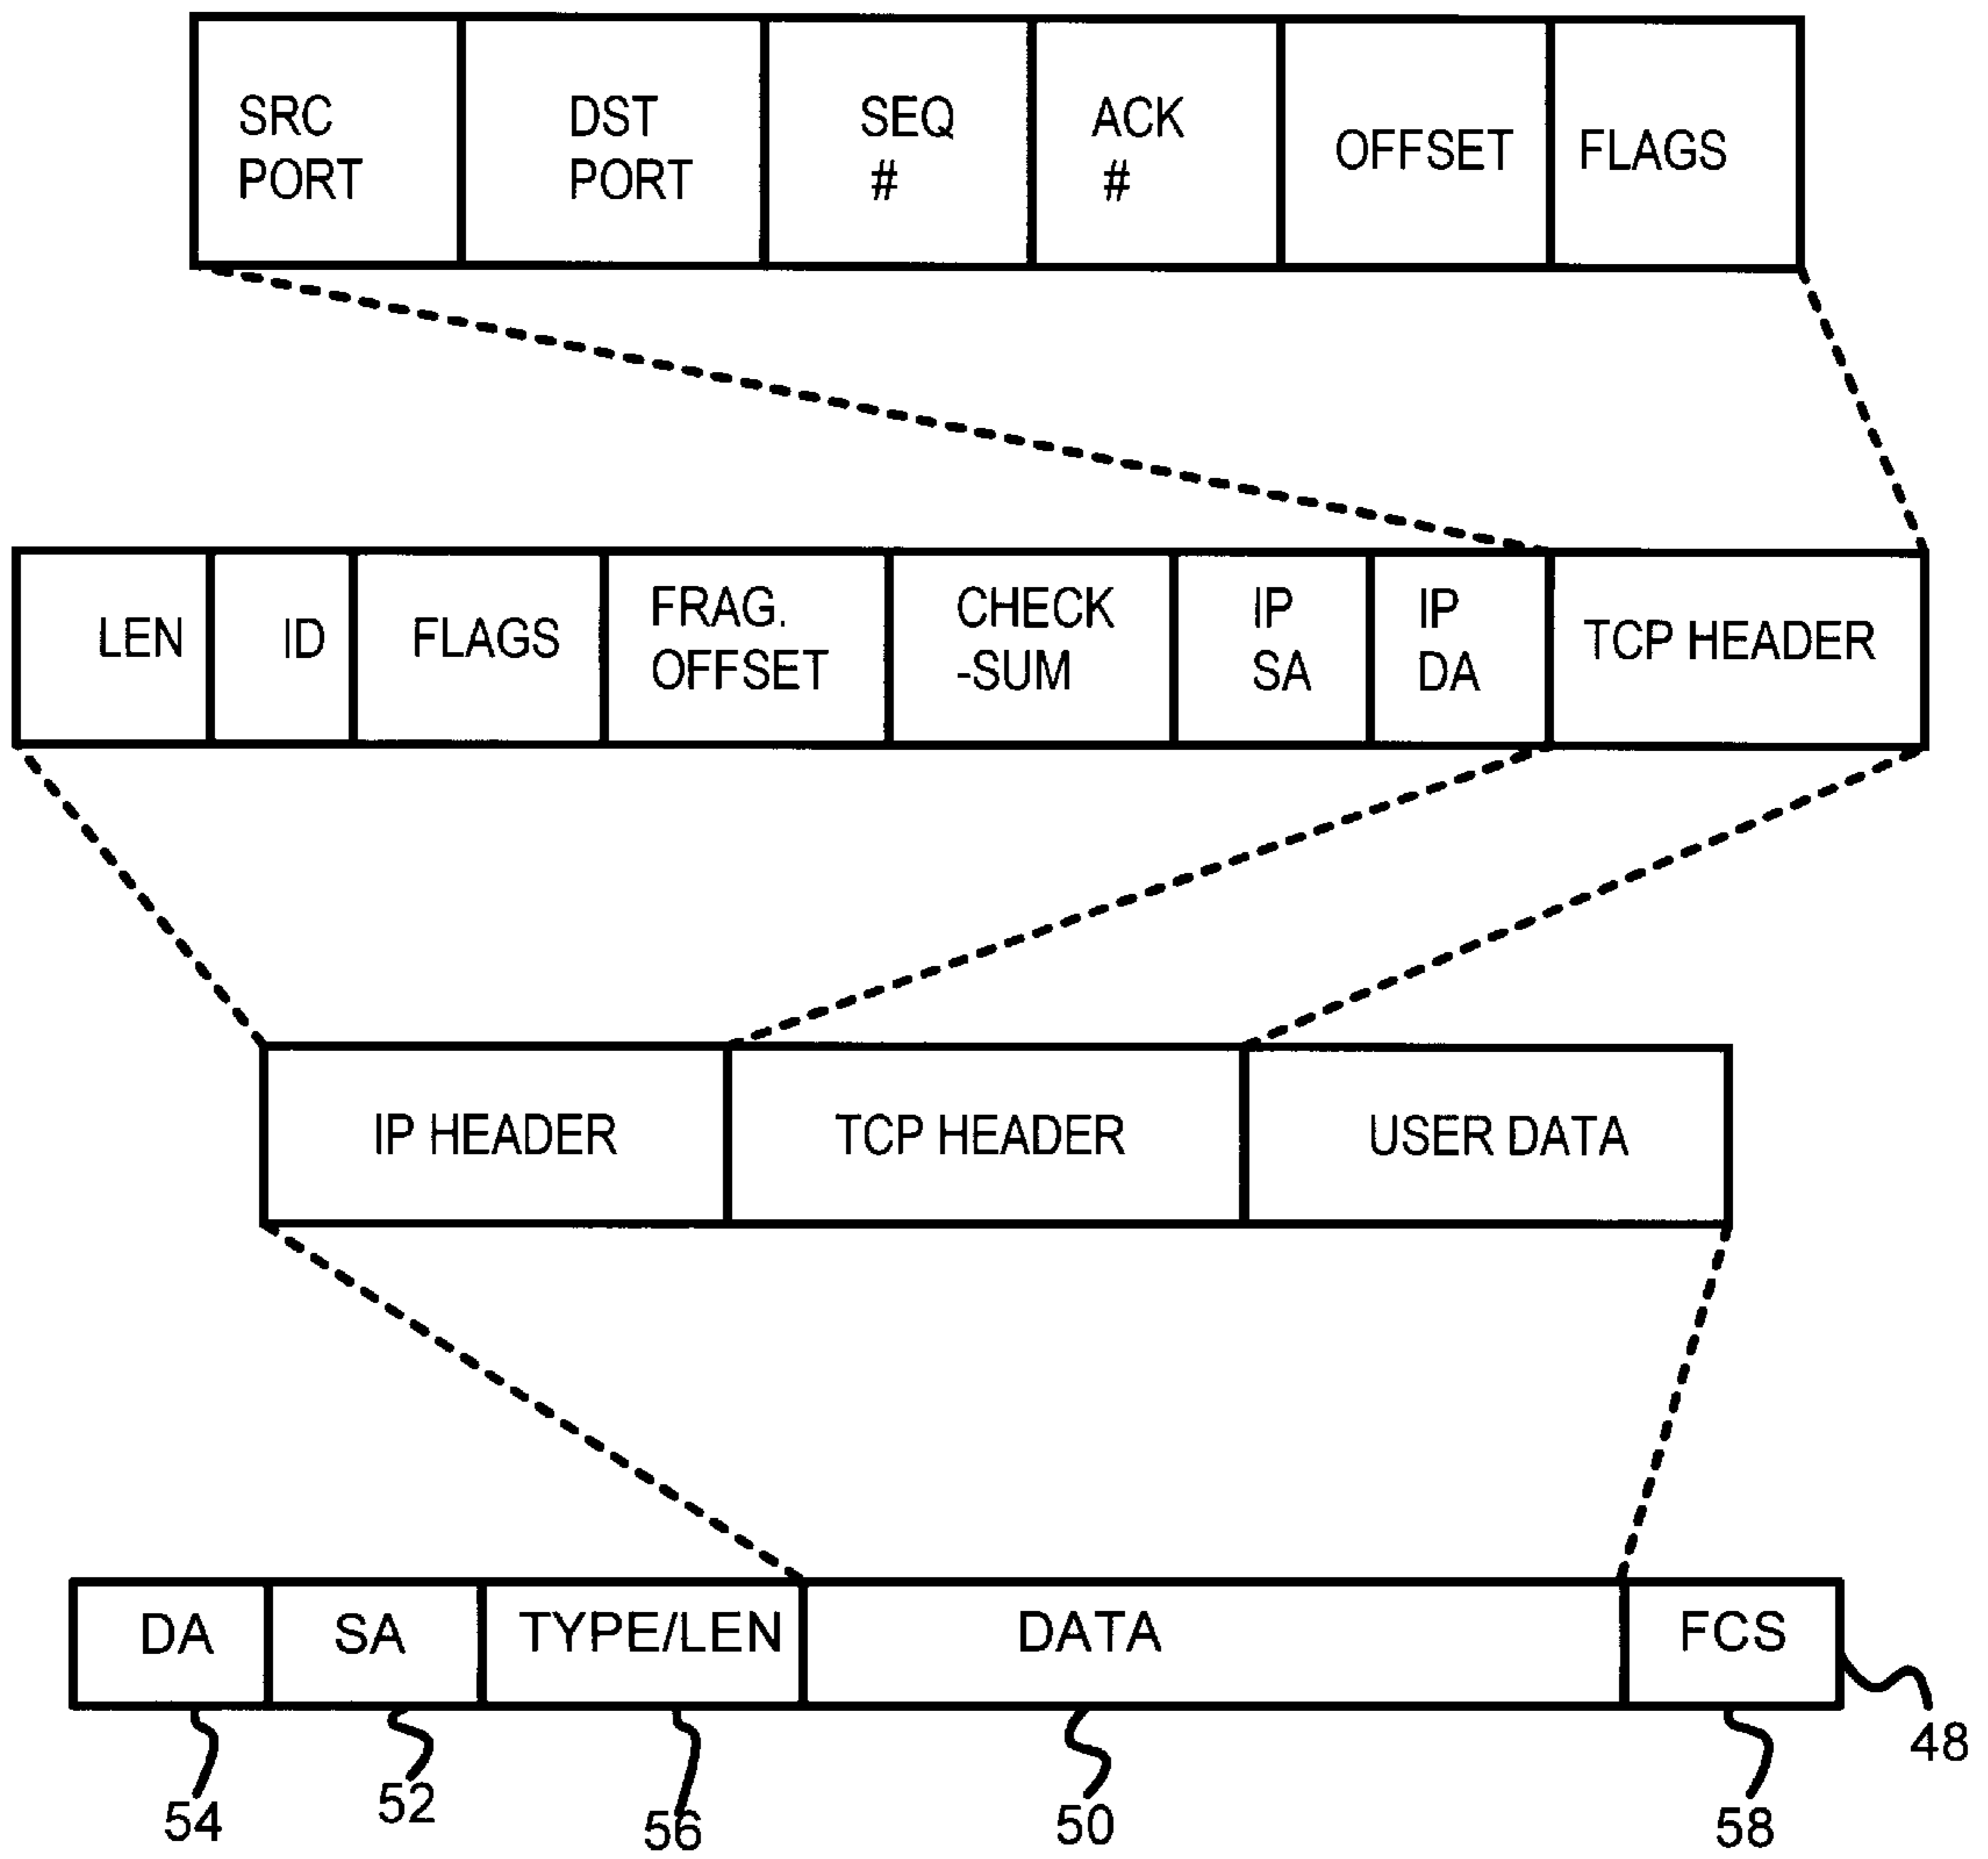 SRC
PORT
DST
PORT
SEQ
#
ACK
#
OFFSET
FLAGS
LEN
ID
FLAGS
FRAG.
OFFSET
CHECK
-SUM
IP
SA
IP
DA
TCP HEADER
IP HEADER
TCP HEADER
USER DATA
DA
SA
TYPE/LEN
DATA
FCS
48
54
52
56
50
58